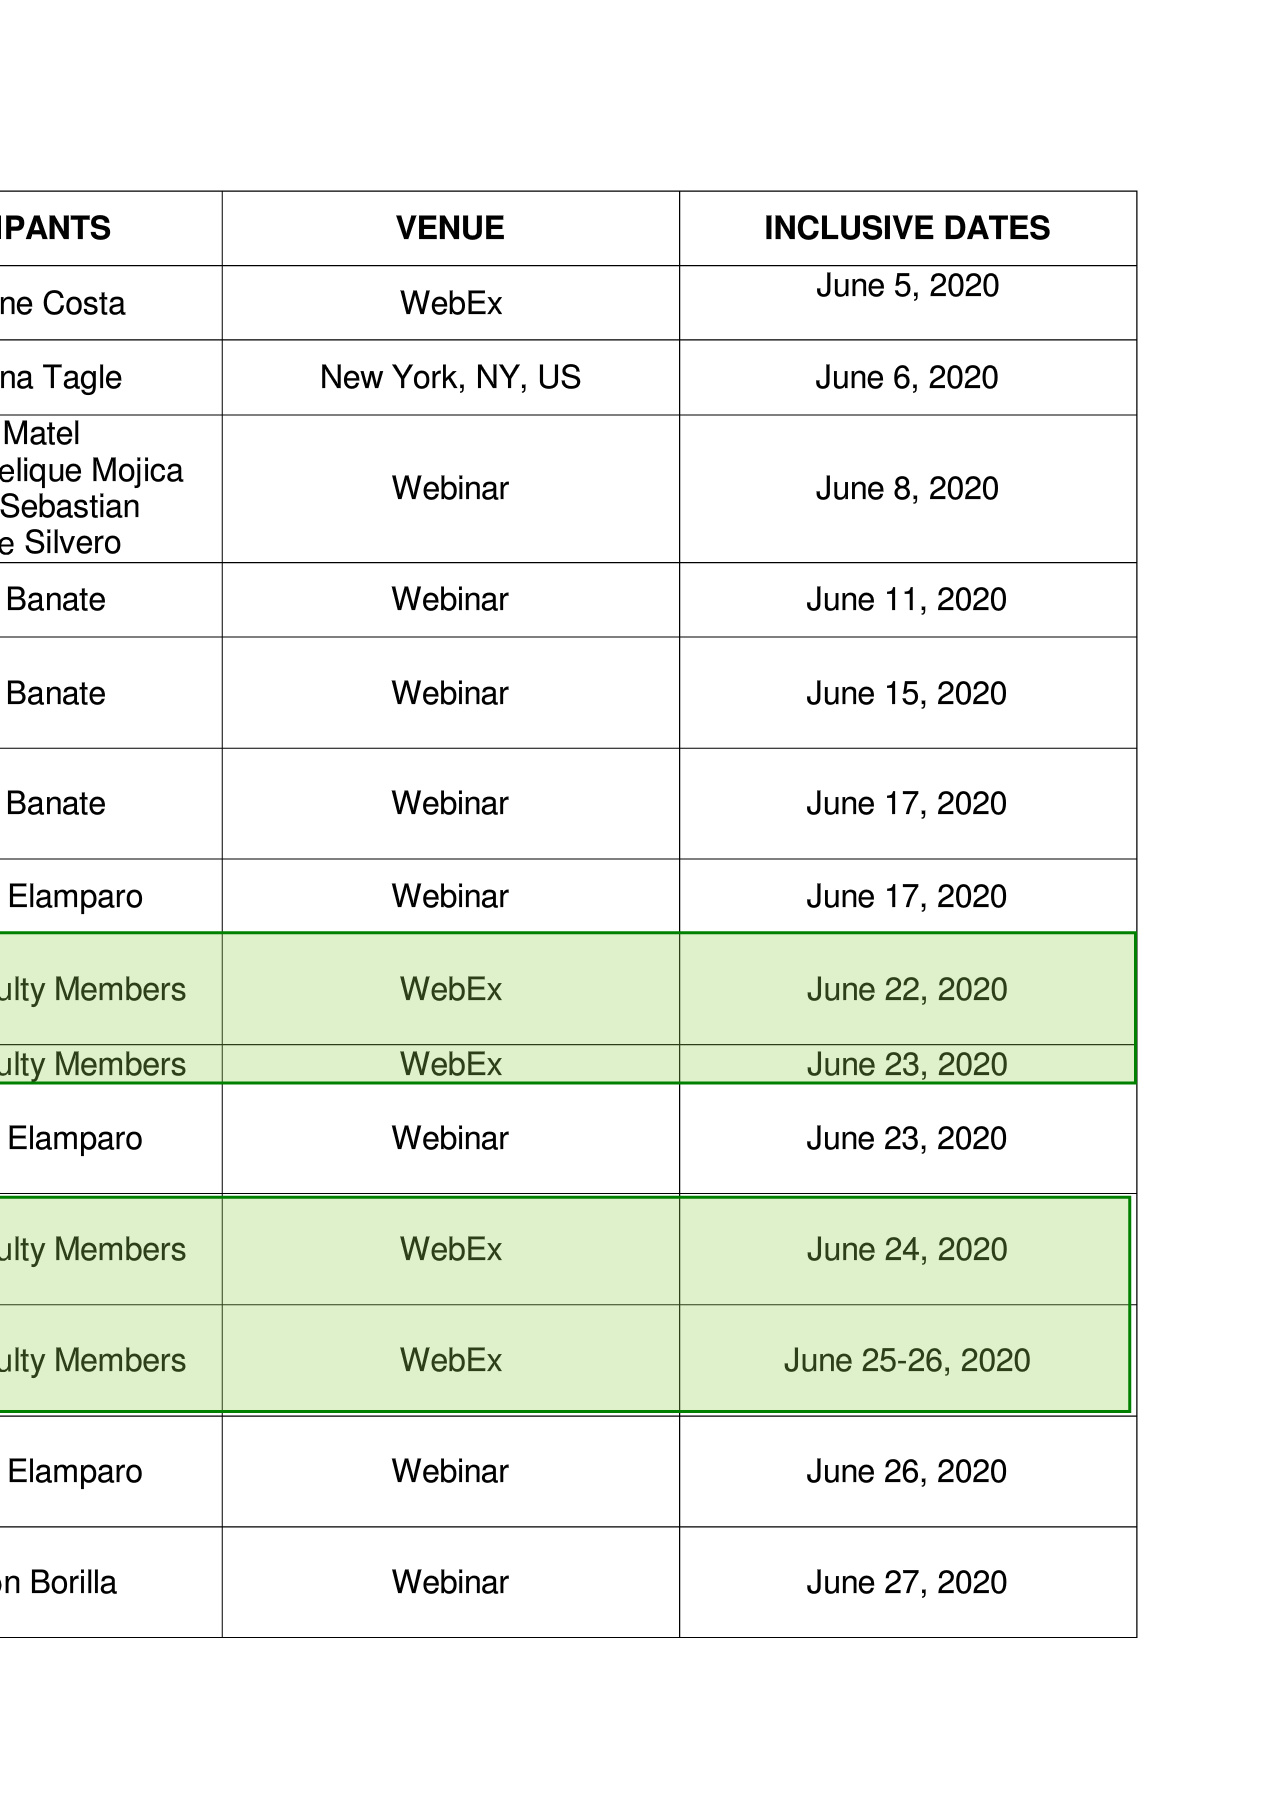 IPANTS VENUE INCLUSIVE DATES
ne Costa WebEx June 5, 2020
na Tagle New York, NY, US June 6, 2020
Matel
elique Mojica
Sebastian
e Silvero
Webinar June 8, 2020
Banate Webinar June 11, 2020
Banate Webinar June 15, 2020
Banate Webinar June 17, 2020
Elamparo Webinar June 17, 2020
ulty Members WebEx June 22, 2020
ulty Members WebEx June 23, 2020
Elamparo Webinar June 23, 2020
ulty Members WebEx June 24, 2020
ulty Members WebEx June 25-26, 2020
Elamparo Webinar June 26, 2020
on Borilla Webinar June 27, 2020